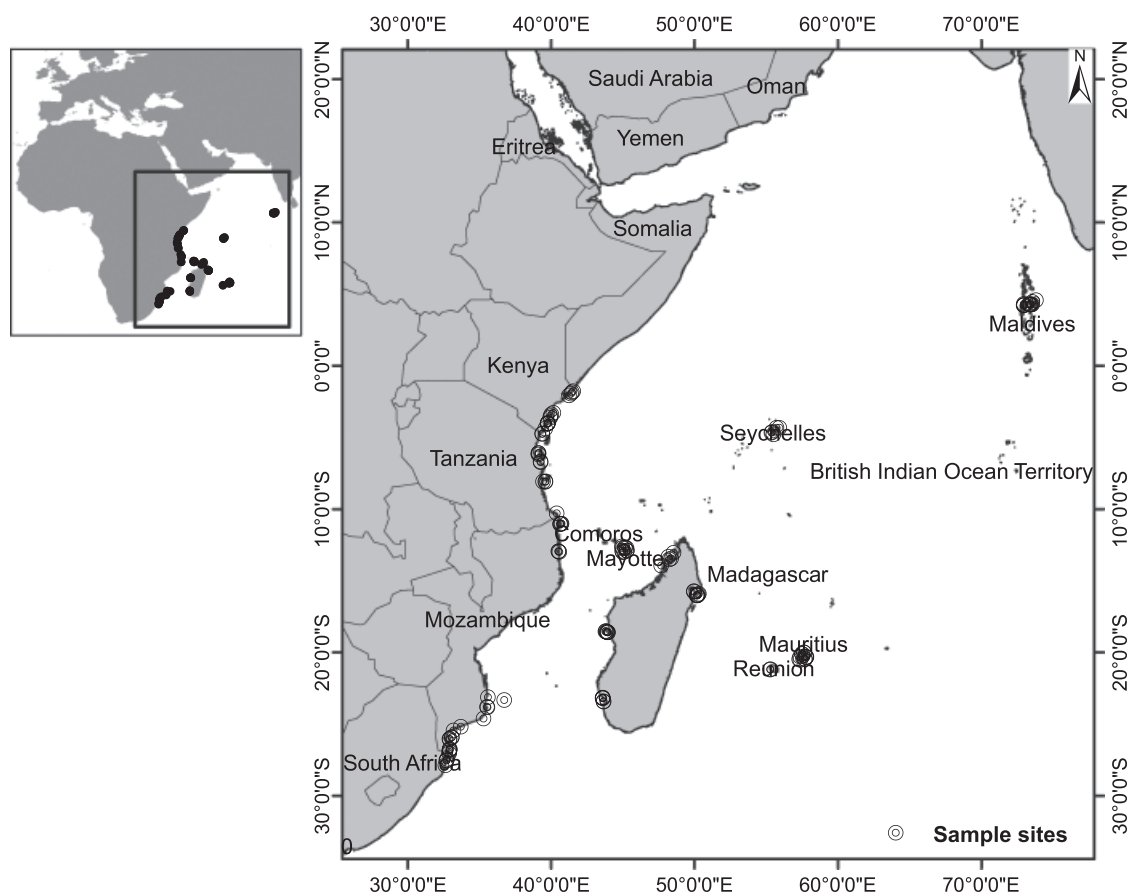 30°0'0"E 40°0'0"E 50°0'0"E 60°0'0"E 70°0'0"E
N
20°0'0"N
20°0'0"N
Saudi Arabia
Oman
Yemen
Eritrea
10°0'0"N
10°0'0"N
Somalia
Maldives
0°0'0"
0°0'0"
Kenya
Seychelles
Tanzania
British Indian Ocean Territory
10°0'0"S
10°0'0"S
Comoros
Mayotte
Madagascar
Mozambique
Mauritius
20°0'0"S
20°0'0"S
Reunion
South Africa
30°0'0"S
30°0'0"S
Sample sites
0
30°0'0"E 40°0'0"E 50°0'0"E 60°0'0"E 70°0'0"E